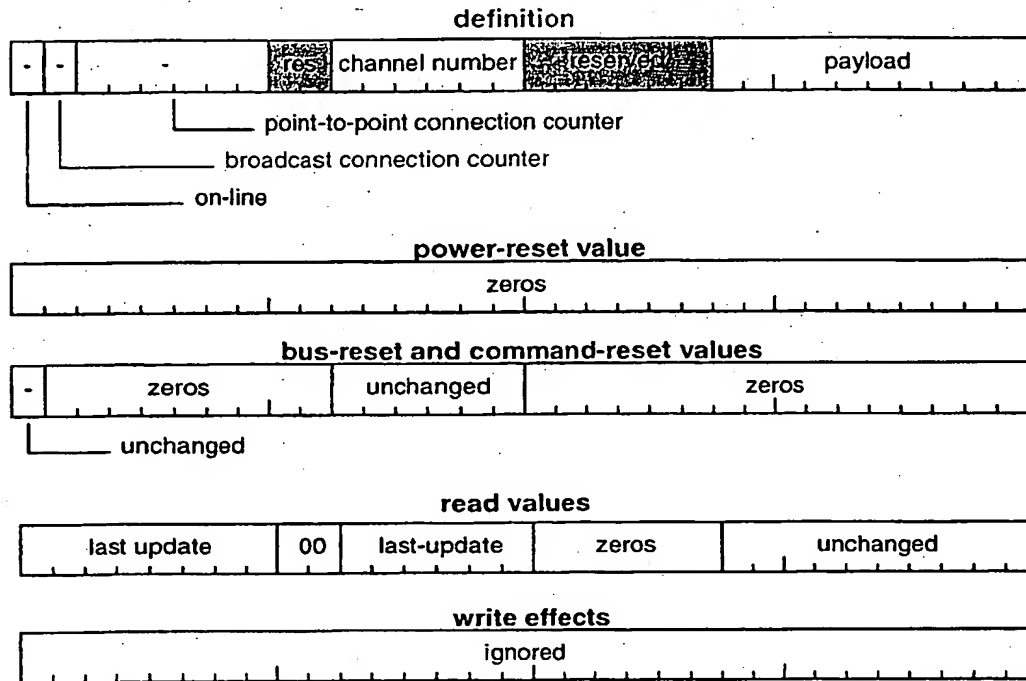 definition
- - - res channel number reserved payload
point-to-point connection counter
broadcast connection counter
on-line
power-reset value
zeros
bus-reset and command-reset values
- zeros unchanged zeros
unchanged
read values
last update 00 last-update zeros unchanged
write effects
ignored